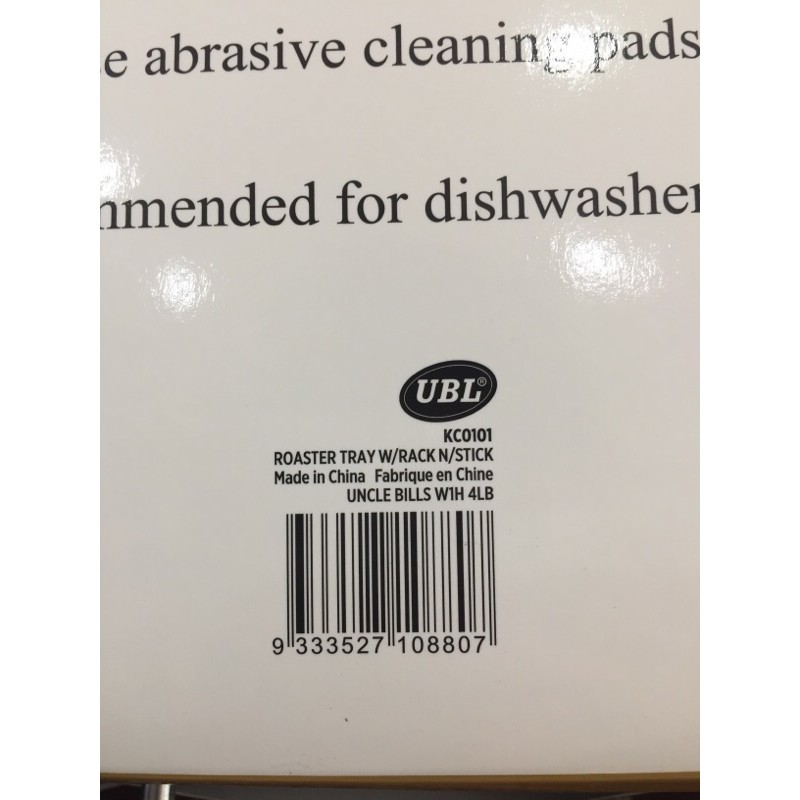 e abrasive cleaning pads
mmended for dishwasher
UBL®
KC0101
ROASTER TRAY W/RACK N/STICK
Made in China Fabrique en Chine
UNCLE BILLS W1H 4LB
9 333527 108807